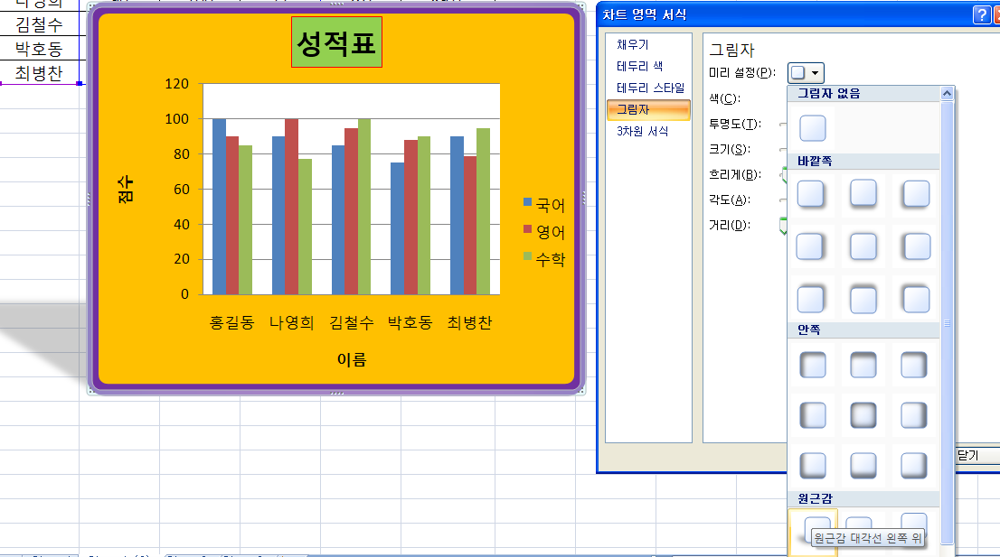 김철수
박호동
최병찬
성적표
120
100
80
60
40
20
0
점수
홍길동 나영희 김철수 박호동 최병찬
이름
국어
영어
수학
차트 영역 서식
?
채우기
테두리 색
테두리 스타일
그림자
3차원 서식
그림자
미리 설정(P):
색(C):
투명도(T):
크기(S):
흐리게(B):
각도(A):
거리(D):
그림자 없음
바깥쪽
안쪽
원근감
원근감 대각선 왼쪽 위
닫기